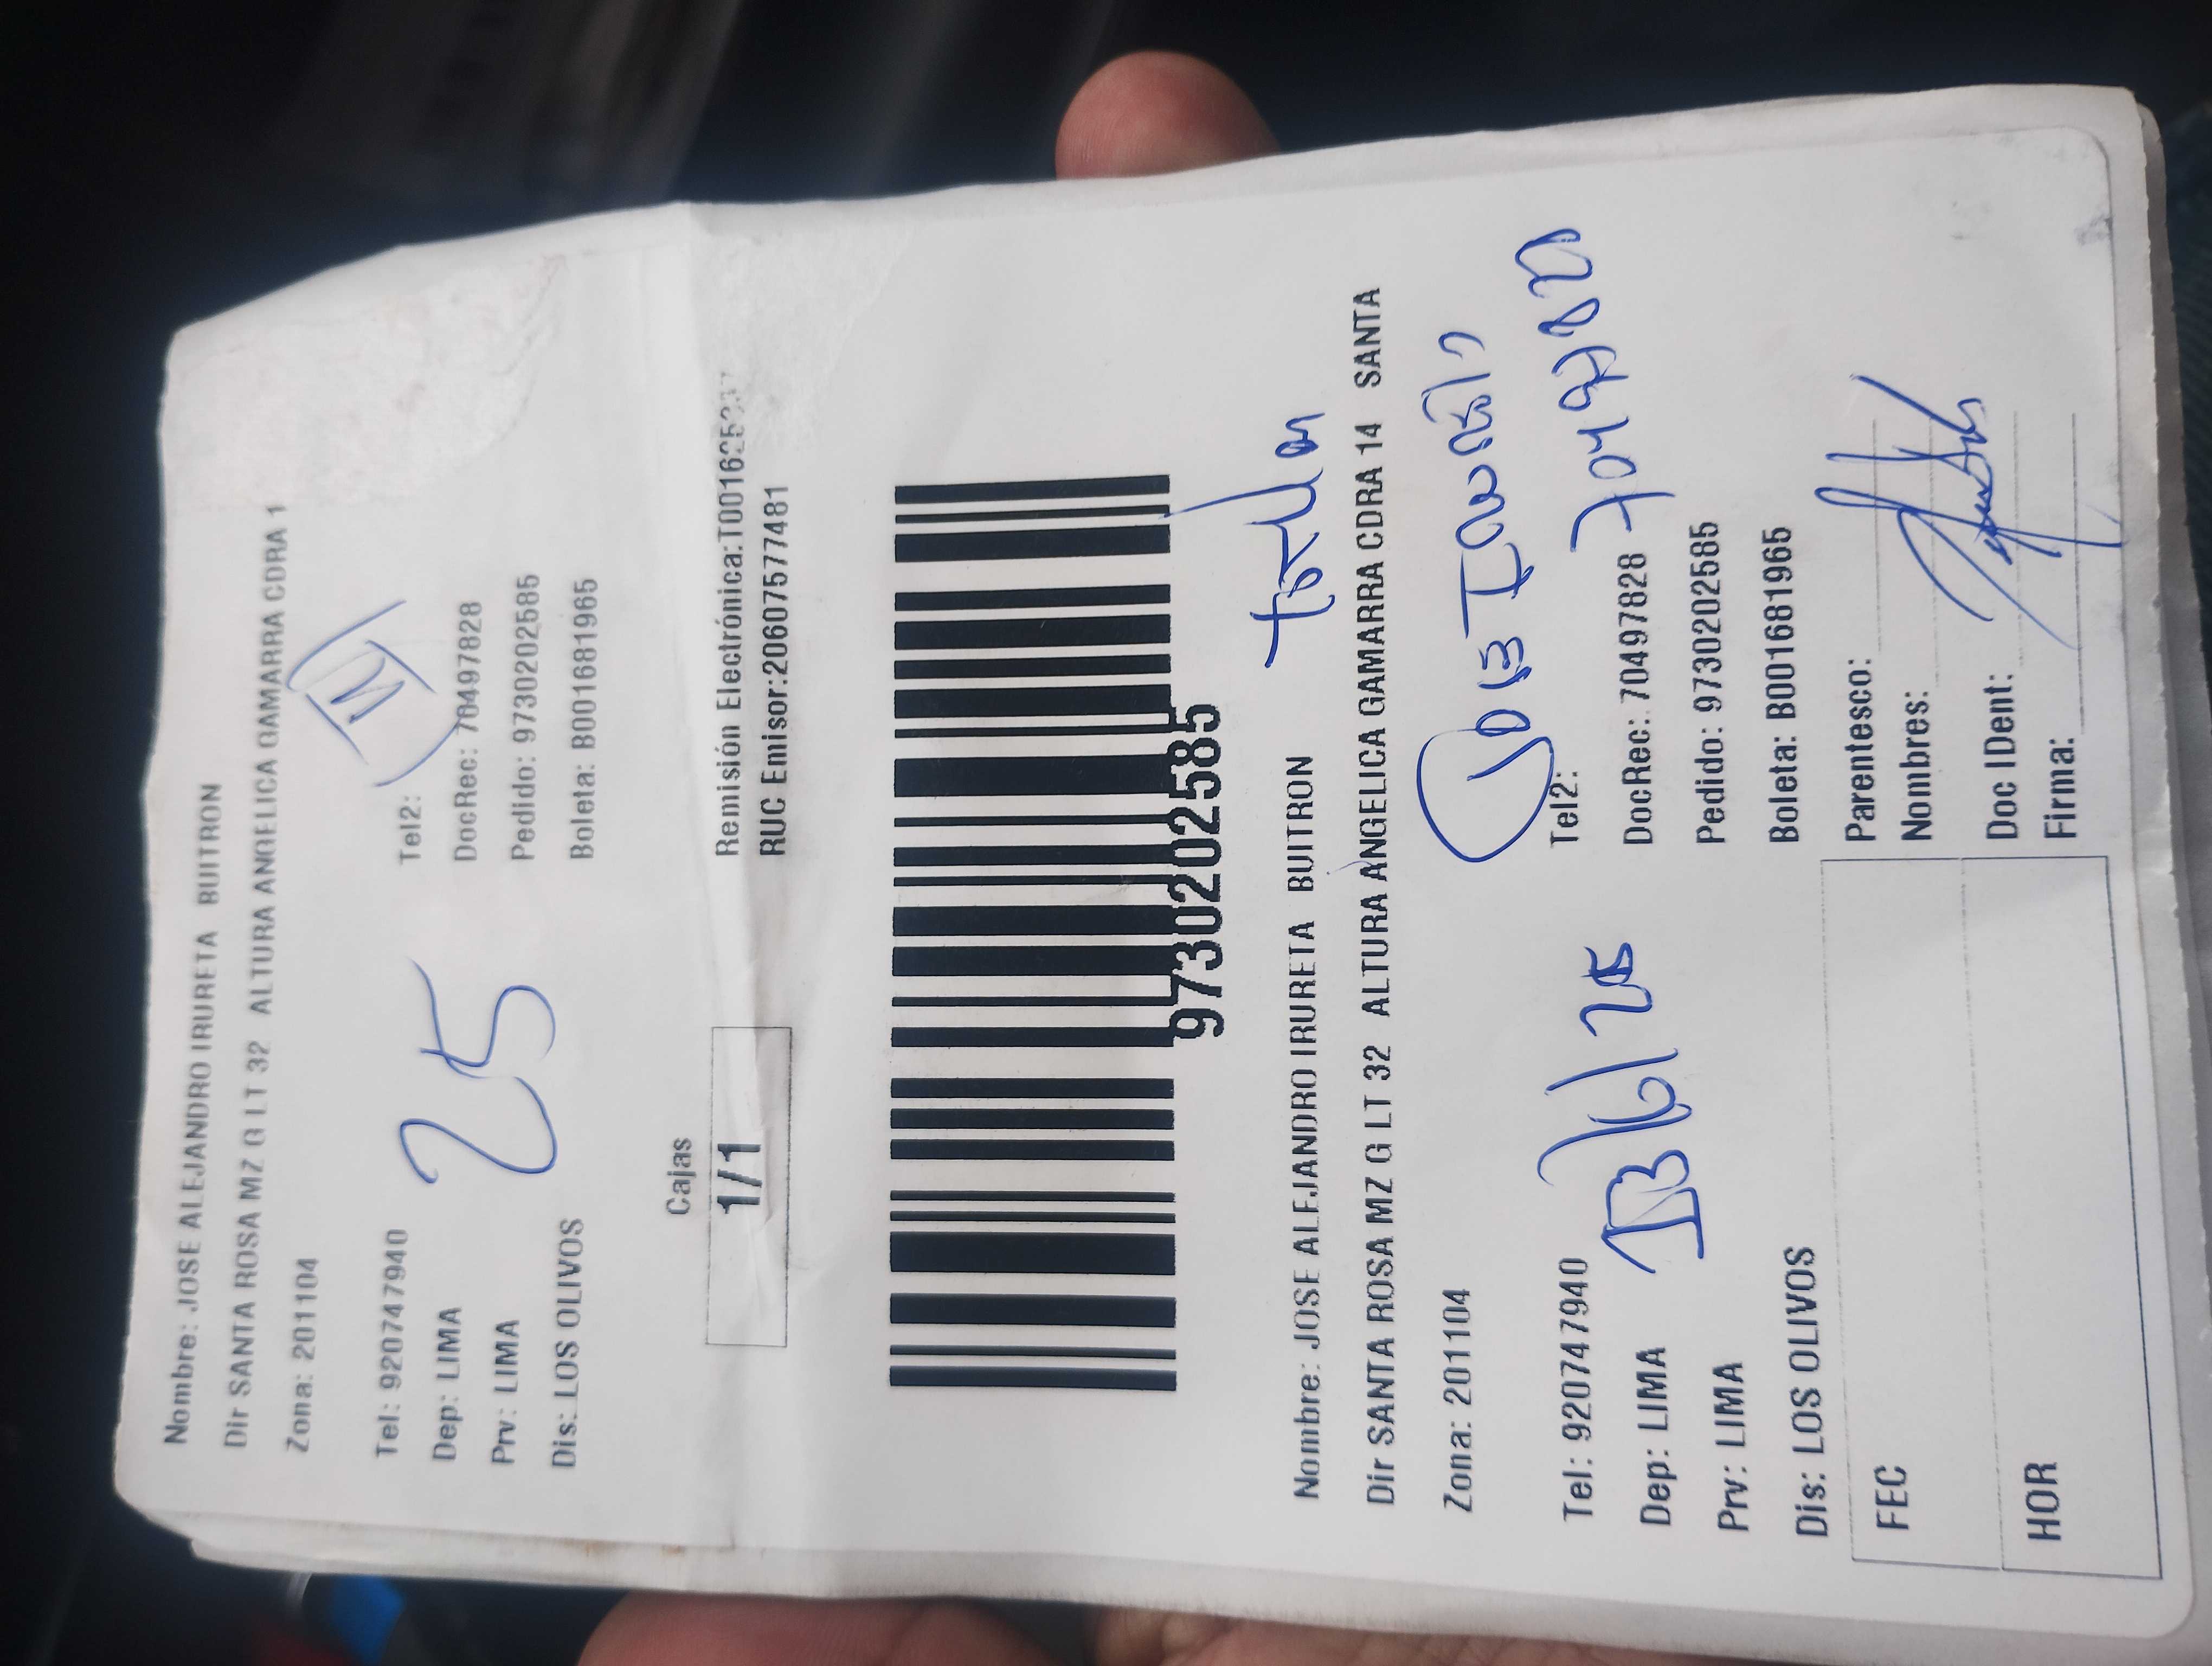 Nombre: JOSE ALEJANDRO IRURETA BUITRON
Dir SANTA ROSA MZ G LT 32 ALTURA ANGELICA GAMARRA CDRA 1
Zona: 201104
Tel: 920747940 Tel2:
Dep: LIMA 25 DocRec: 70497828
Prv: LIMA Pedido: 9730202585
Dis: LOS OLIVOS Boleta: B001681965
Cajas
1/1
Remisión Electrónica:T001
RUC Emisor:20607577481
9730202585
Nombre: JOSE ALEJANDRO IRURETA BUITRON
Dir SANTA ROSA MZ G LT 32 ALTURA ANGELICA GAMARRA CDRA 14 SANTA
Zona: 201104
Tel: 920747940 Tel2:
Dep: LIMA DocRec: 70497828
Prv: LIMA Pedido: 9730202585
Dis: LOS OLIVOS Boleta: B001681965
FEC Parentesco:
Nombres:
HOR Doc IDent:
Firma: